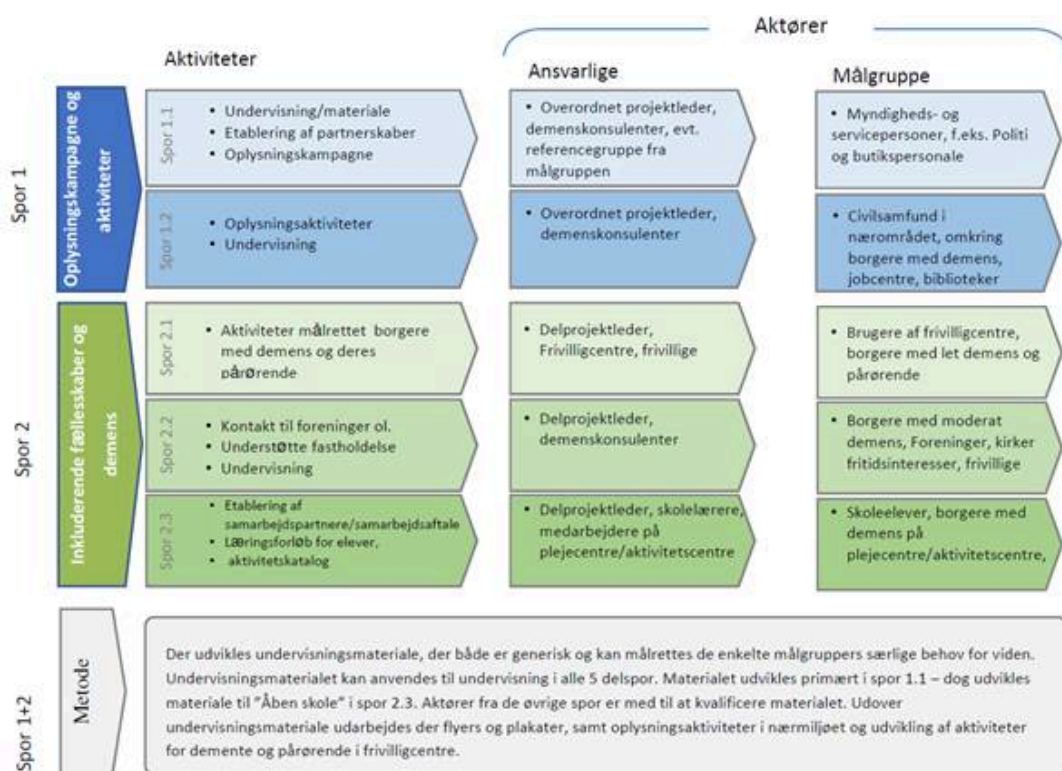 Aktører
Aktiviteter
Ansvarlige
Målgruppe
Spor 1
Oplysningskampagne og
aktiviteter
Spor 1.1
• Undervisning/materiale
• Etablering af partnerskaber
• Oplysningskampagne
• Overordnet projektleder,
demenskonsulenter, evt.
referencegruppe fra
målgruppen
• Myndigheds- og
servicepersoner, f.eks. Politi
og butikspersonale
Spor 1.2
• Oplysningsaktiviteter
• Undervisning
• Overordnet projektleder,
demenskonsulenter
• Civilsamfund i
nærområdet, omkring
borgere med demens,
jobcentre, biblioteker
Spor 2
Inkluderende fællesskaber og
demens
Spor 2.1
• Aktiviteter målrettet borgere
med demens og deres
pårørende
• Delprojektleder,
Frivilligcentre, frivillige
• Brugere af frivilligcentre,
borgere med let demens og
pårørende
Spor 2.2
• Kontakt til foreninger ol.
• Understøtte fastholdelse
• Undervisning
• Delprojektleder,
demenskonsulenter
• Borgere med moderat
demens, Foreninger, kirker
fritidsinteresser, frivillige
Spor 2.3
• Etablering af
samarbejdspartnere/samarbejdsaftale
• Læringsforløb for elever,
• aktivitetskatalog
• Delprojektleder, skolelærere,
medarbejdere på
plejecentre/aktivitetscentre
• Skoleelever, borgere med
demens på
plejecentre/aktivitetscentre,
Spor 1+2
Metode
Der udvikles undervisningsmateriale, der både er generisk og kan målrettes de enkelte målgruppers særlige behov for viden.
Undervisningsmaterialet kan anvendes til undervisning i alle 5 delspor. Materialet udvikles primært i spor 1.1 – dog udvikles
materiale til "Åben skole" i spor 2.3. Aktører fra de øvrige spor er med til at kvalificere materialet. Udover
undervisningsmateriale udarbejdes der flyers og plakater, samt oplysningsaktiviteter i nærmiljøet og udvikling af aktiviteter
for demente og pårørende i frivilligcentre.